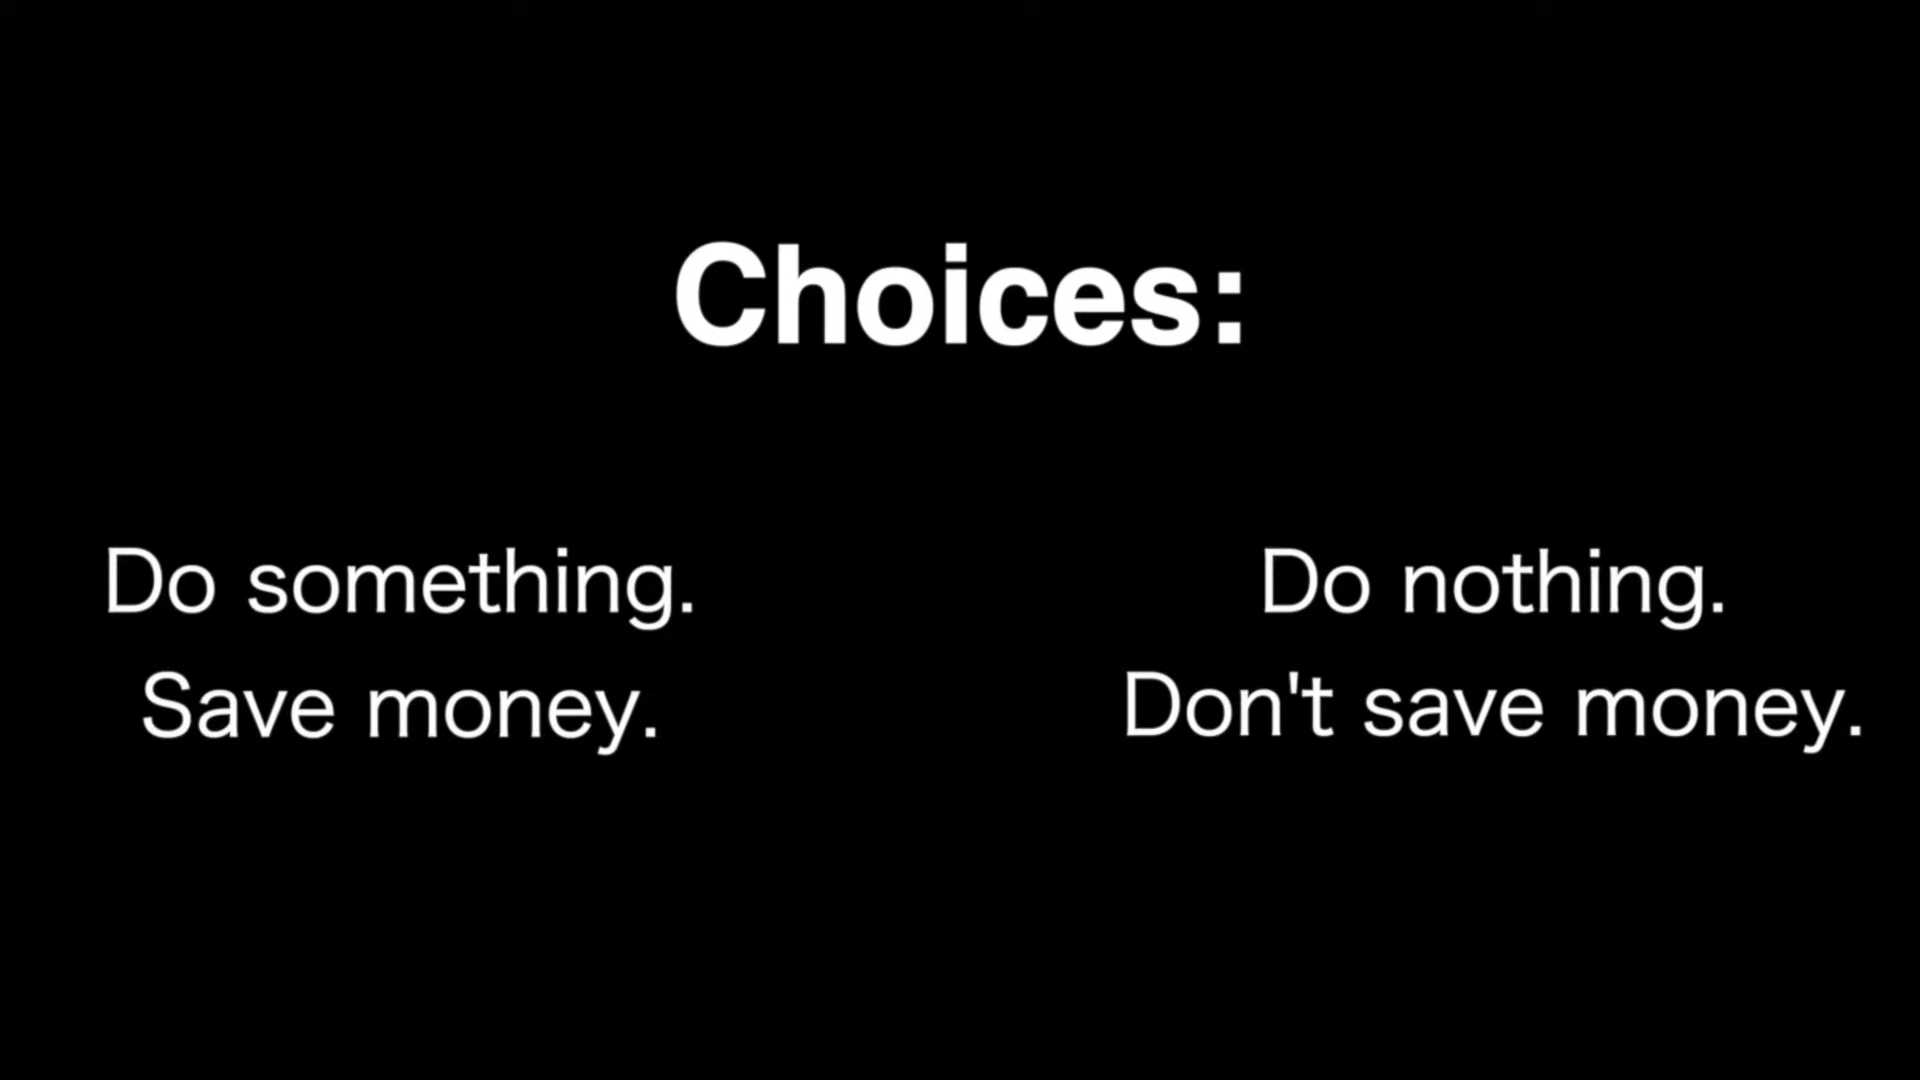 Choices:
Do something.
Save money.
Do nothing.
Don't save money.